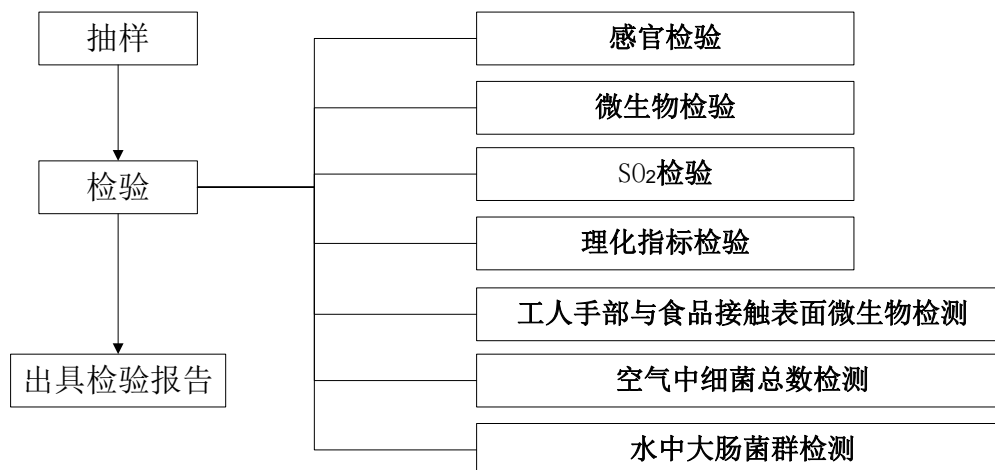 抽样
检验
出具检验报告
感官检验
微生物检验
SO₂检验
理化指标检验
工人手部与食品接触表面微生物检测
空气中细菌总数检测
水中大肠菌群检测